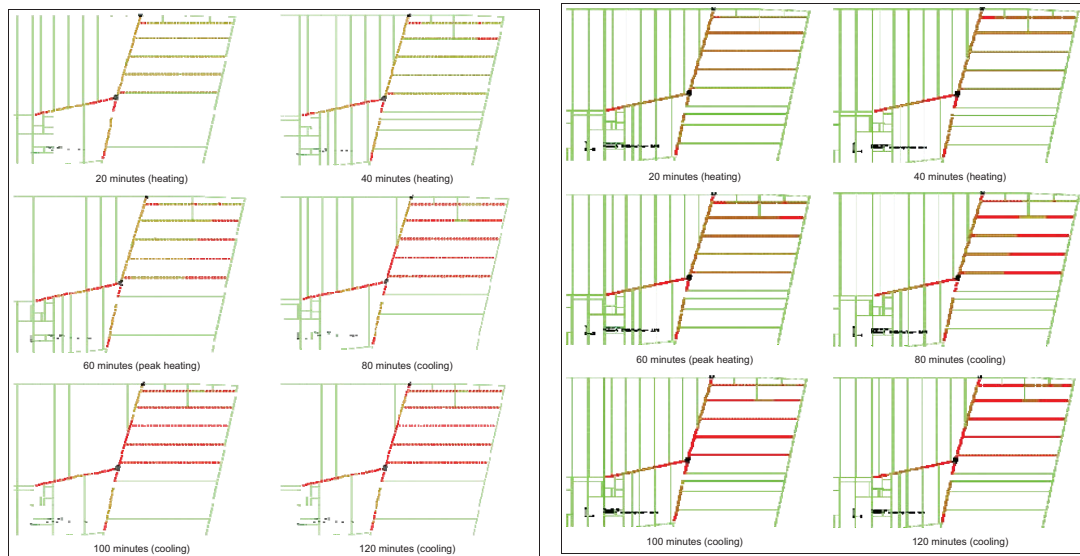 20 minutes (heating)
40 minutes (heating)
60 minutes (peak heating)
80 minutes (cooling)
100 minutes (cooling)
120 minutes (cooling)
20 minutes (heating)
40 minutes (heating)
60 minutes (peak heating)
80 minutes (cooling)
100 minutes (cooling)
120 minutes (cooling)